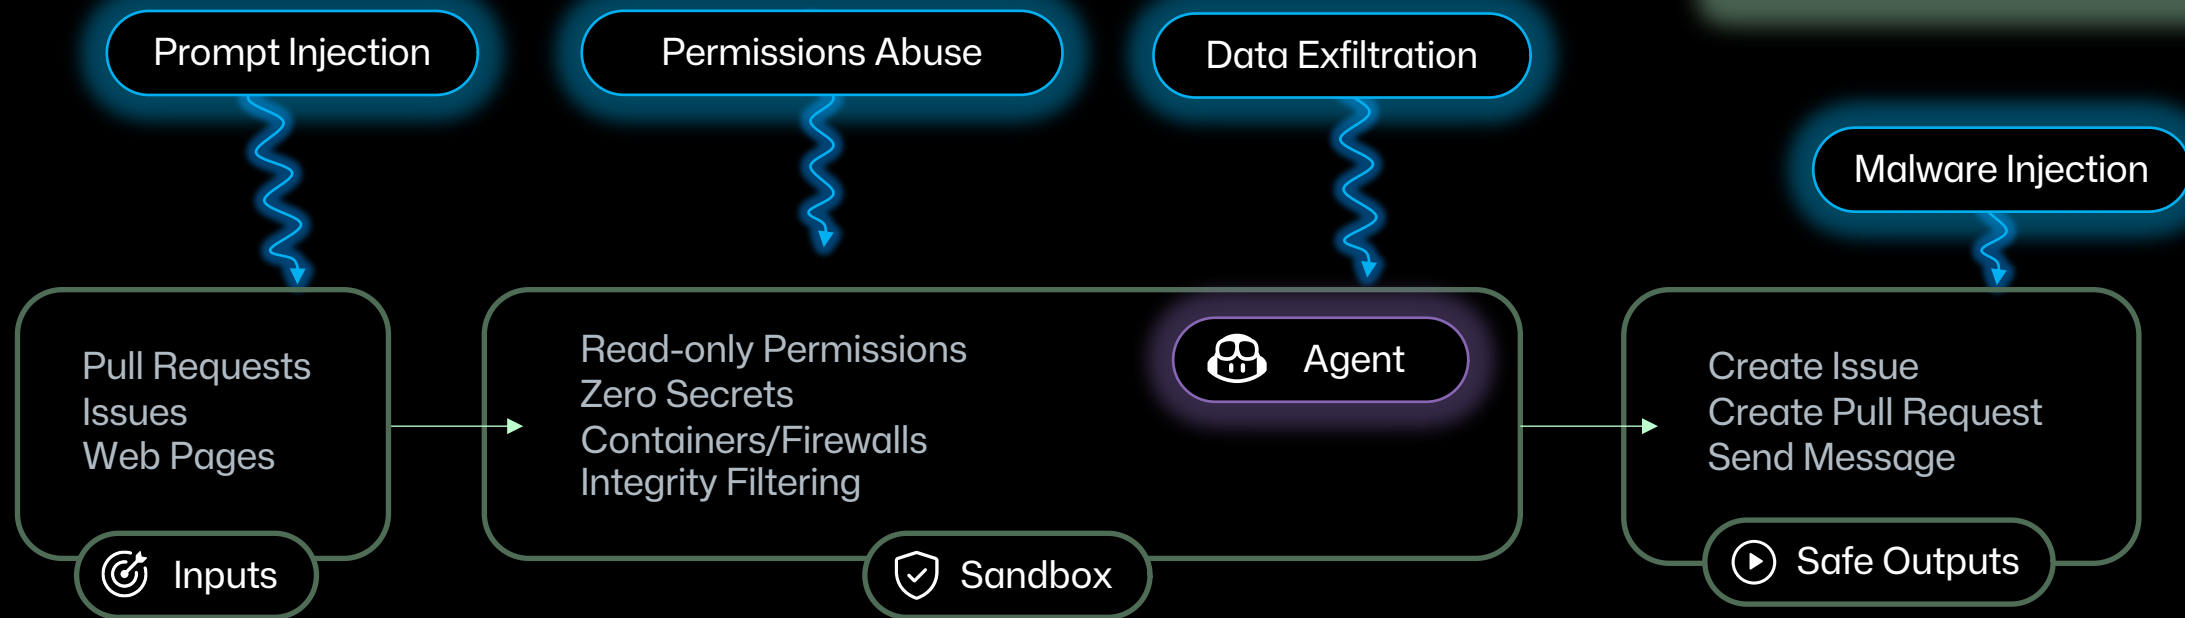 Prompt Injection
Permissions Abuse
Data Exfiltration
Malware Injection
Pull Requests
Issues
Web Pages
Inputs
Read-only Permissions
Zero Secrets
Containers/Firewalls
Integrity Filtering
Agent
Sandbox
Create Issue
Create Pull Request
Send Message
Safe Outputs